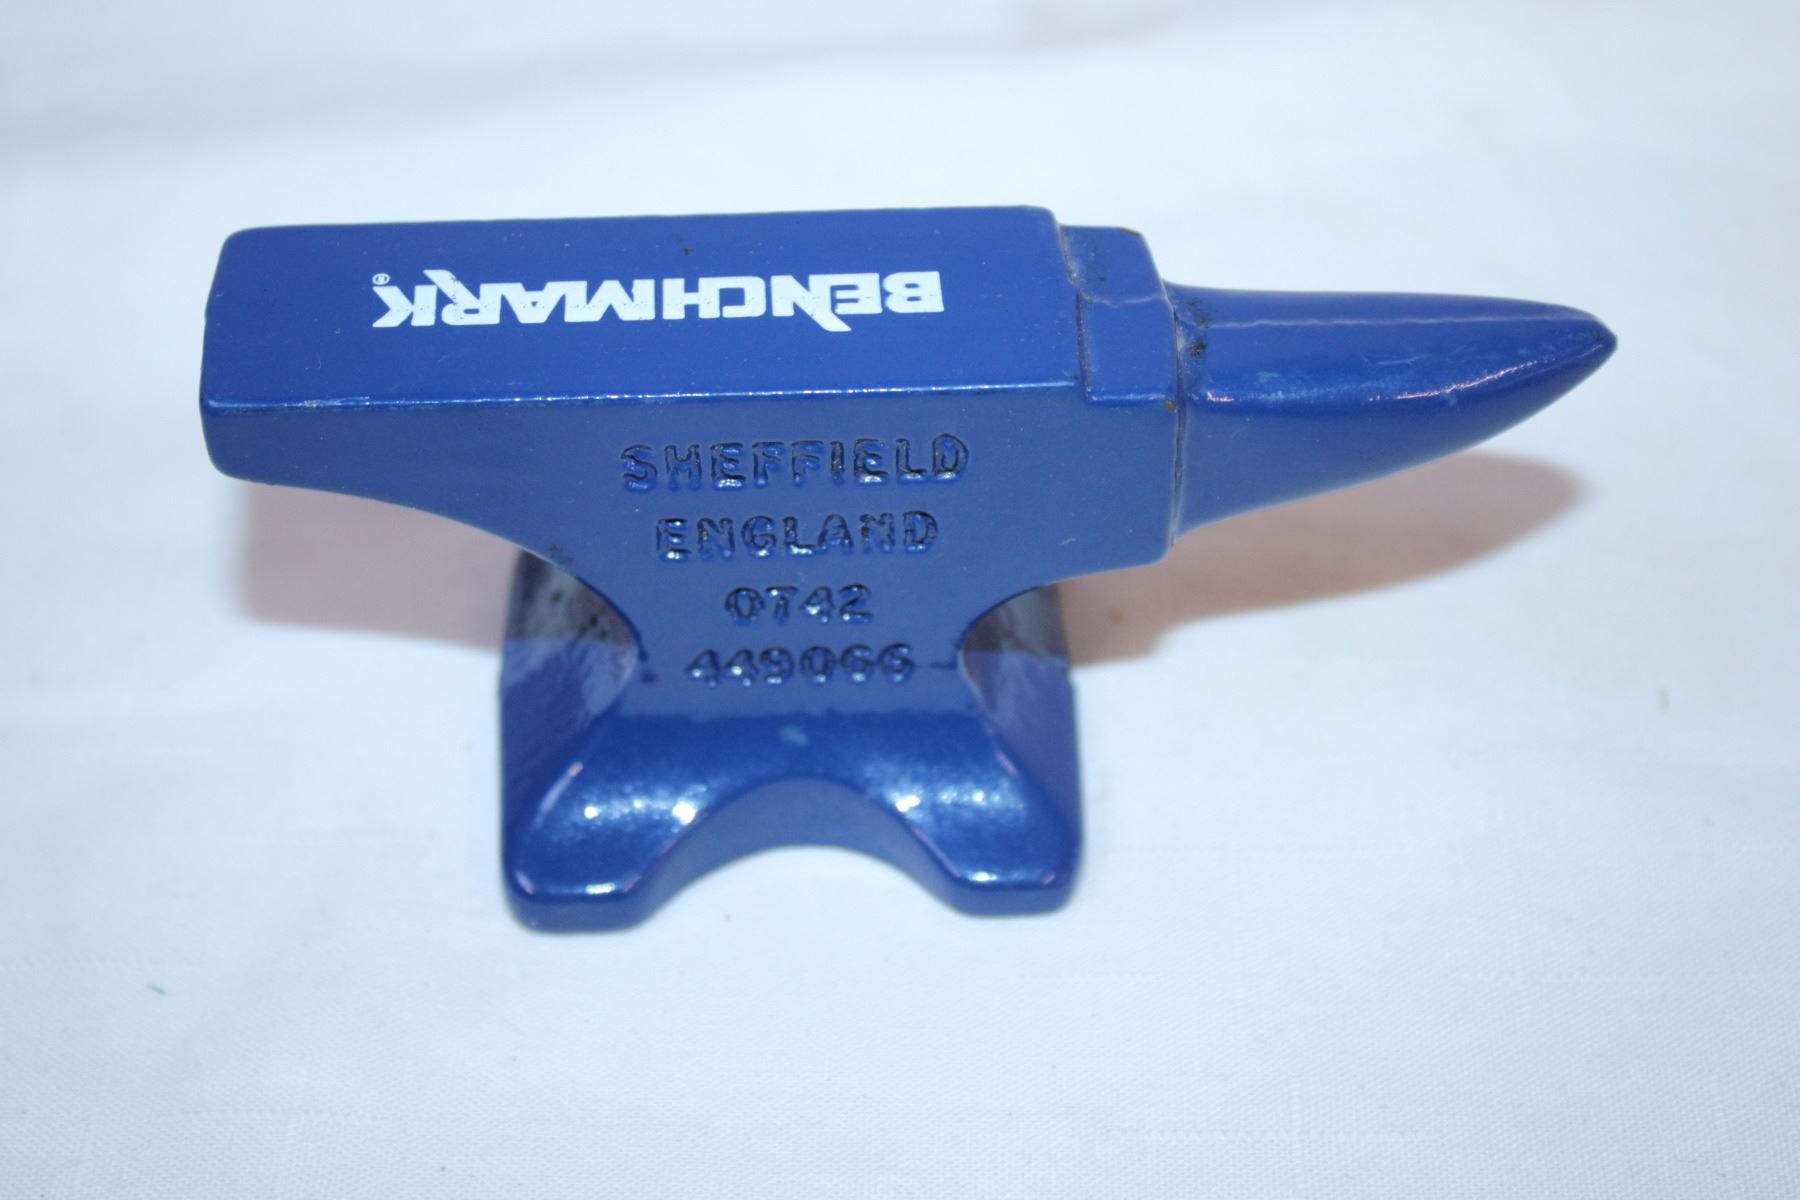 BENCHMARK®
SHEFFIELD
ENGLAND
0742
449066